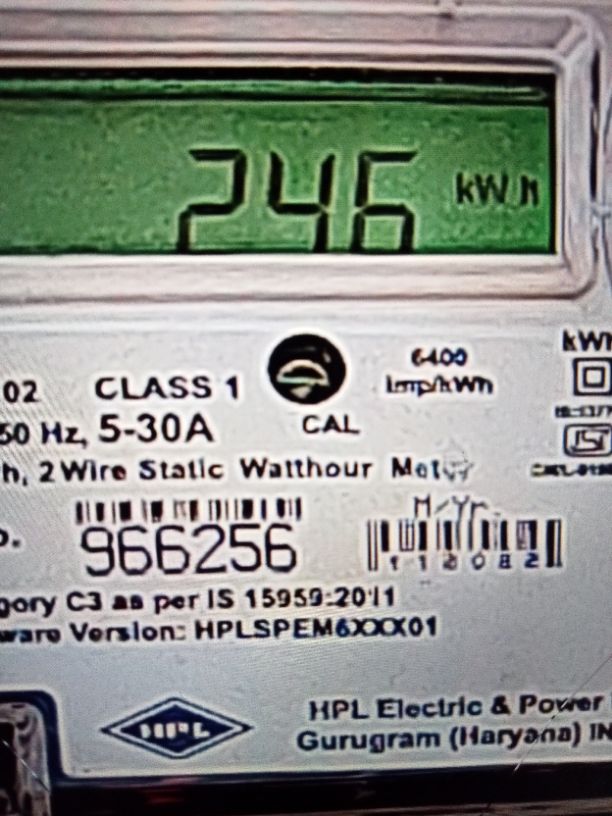 246 kWh
6400
kWh
02 CLASS 1
Imp/kWh
50 Hz, 5-30A
CAL
h, 2 Wire Static Watthour
M/Yr.
966256
112082
gory C3 as per IS 15959:2011
ware Version: HPLSPEM6XXX01
HPL
HPL Electric & Power
Gurugram (Haryana) IN